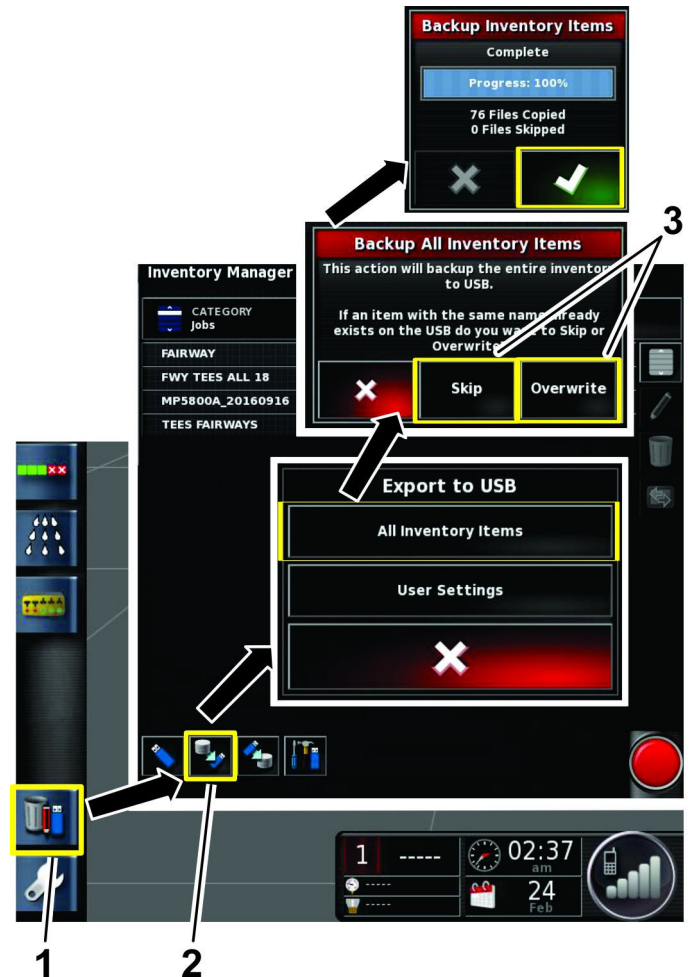 Backup Inventory Items
Complete
Progress: 100%
76 Files Copied
0 Files Skipped
3
Backup All Inventory Items
This action will backup the entire inventory
to USB.
If an item with the same name already
exists on the USB do you want to Skip or
Skip
Overwrite
Inventory Manager
CATEGORY
Jobs
FAIRWAY
FWY TEES ALL 18
MP5800A_20160916
TEES FAIRWAYS
Export to USB
All Inventory Items
User Settings
1 -----
-----
-----
02:37
am
24
Feb
1
2